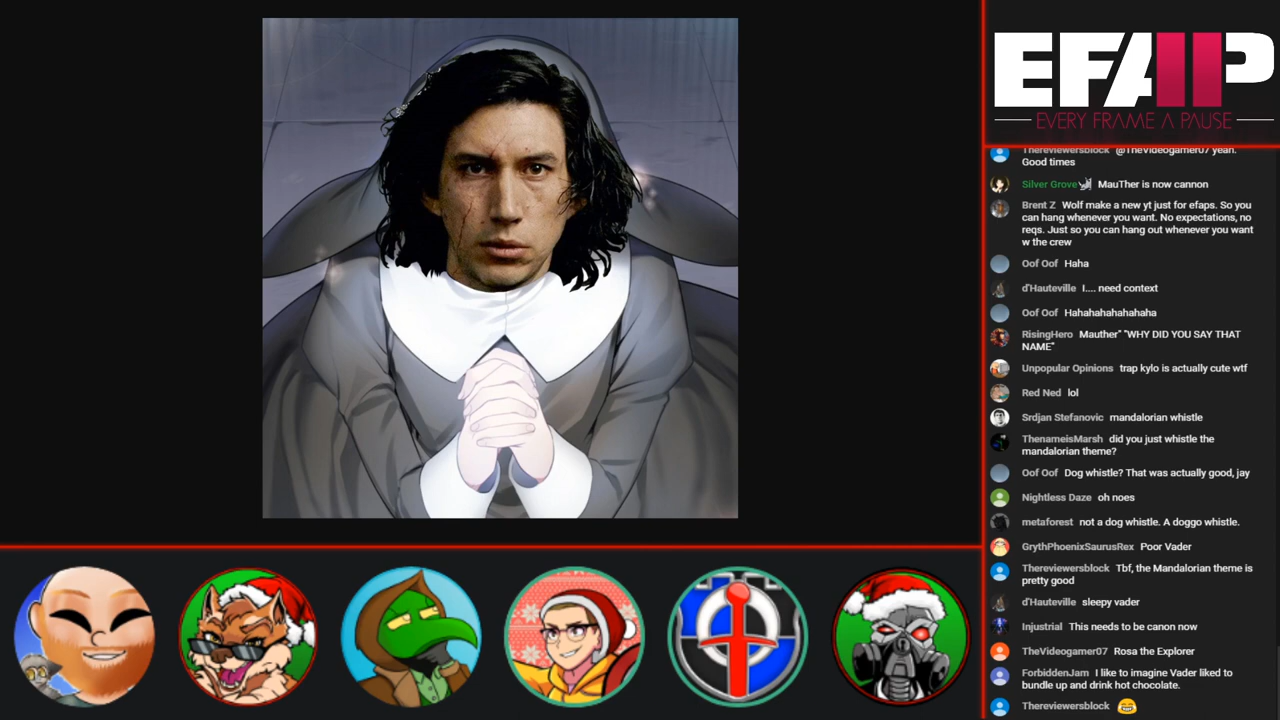 EFAP
EVERY FRAME A PAUSE
Thereviewersblock @TheVideogamer07 yeah.
Good times
Silver Grove MauTher is now cannon
Brent Z Wolf make a new yt just for efaps. So you
can hang whenever you want. No expectations, no
reqs. Just so you can hang out whenever you want
w the crew
Oof Oof Haha
d'Hauteville I.... need context
Oof Oof Hahahahahahahaha
RisingHero Mauther" "WHY DID YOU SAY THAT
NAME"
Unpopular Opinions trap kylo is actually cute wtf
Red Ned lol
Srdjan Stefanovic mandalorian whistle
ThenameisMarsh did you just whistle the
mandalorian theme?
Oof Oof Dog whistle? That was actually good, jay
Nightless Daze oh noes
metaforest not a dog whistle. A doggo whistle.
GrythPhoenixSaurusRex Poor Vader
Thereviewersblock Tbf, the Mandalorian theme is
pretty good
d'Hauteville sleepy vader
Injustrial This needs to be canon now
TheVideogamer07 Rosa the Explorer
ForbiddenJam I like to imagine Vader liked to
bundle up and drink hot chocolate.
Thereviewersblock 😂